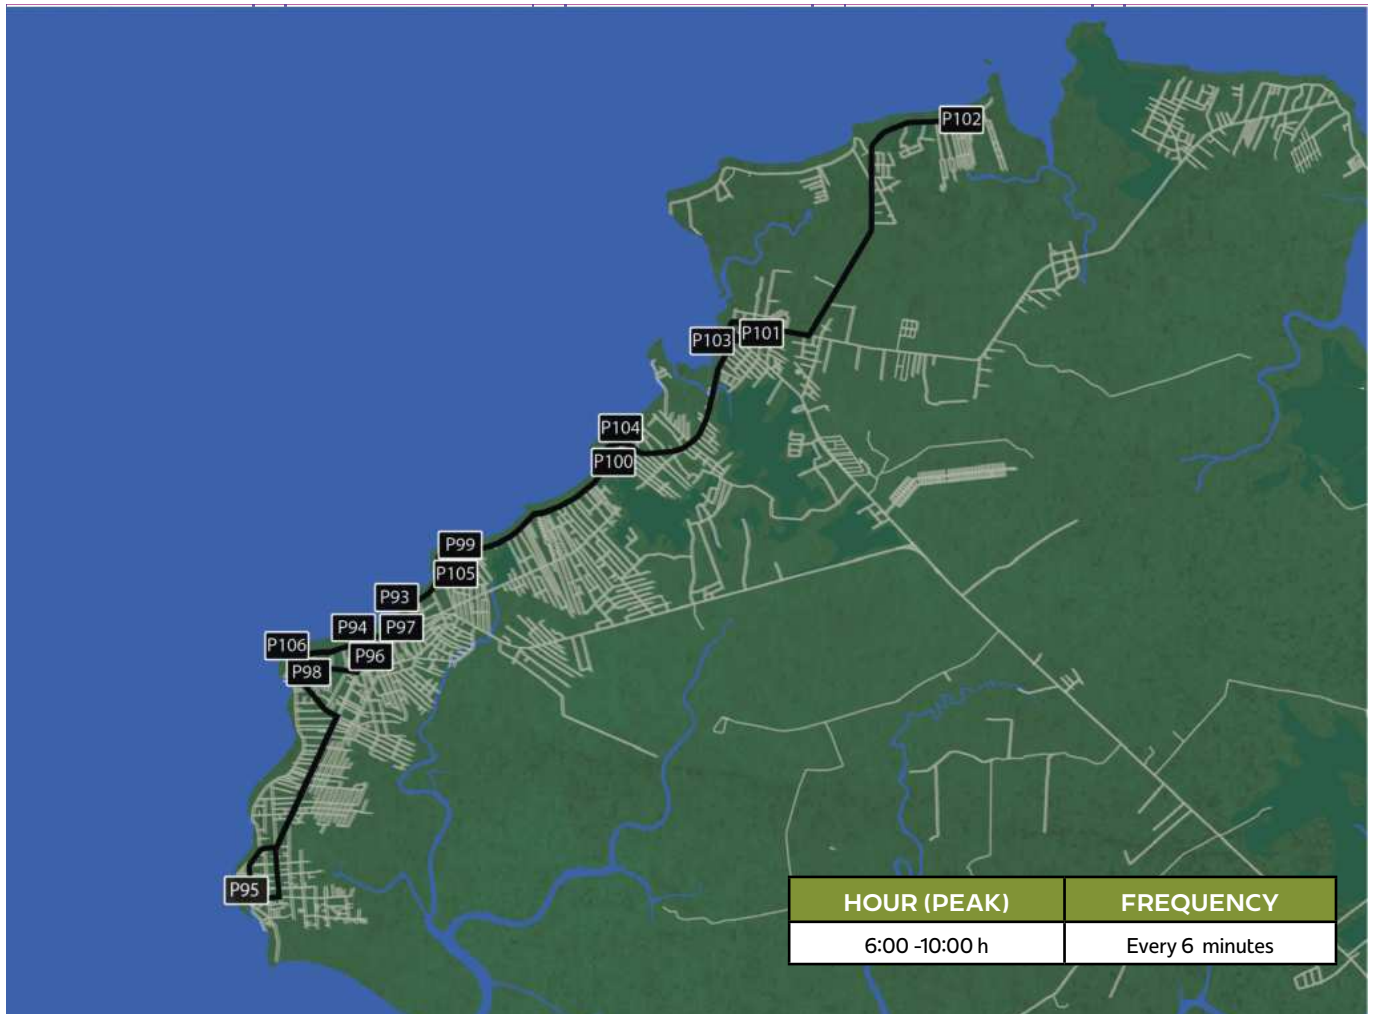 P102
P103
P101
P104
P100
P99
P105
P93
P94
P97
P106
P96
P98
P95
HOUR (PEAK)
FREQUENCY
6:00 -10:00 h
Every 6 minutes